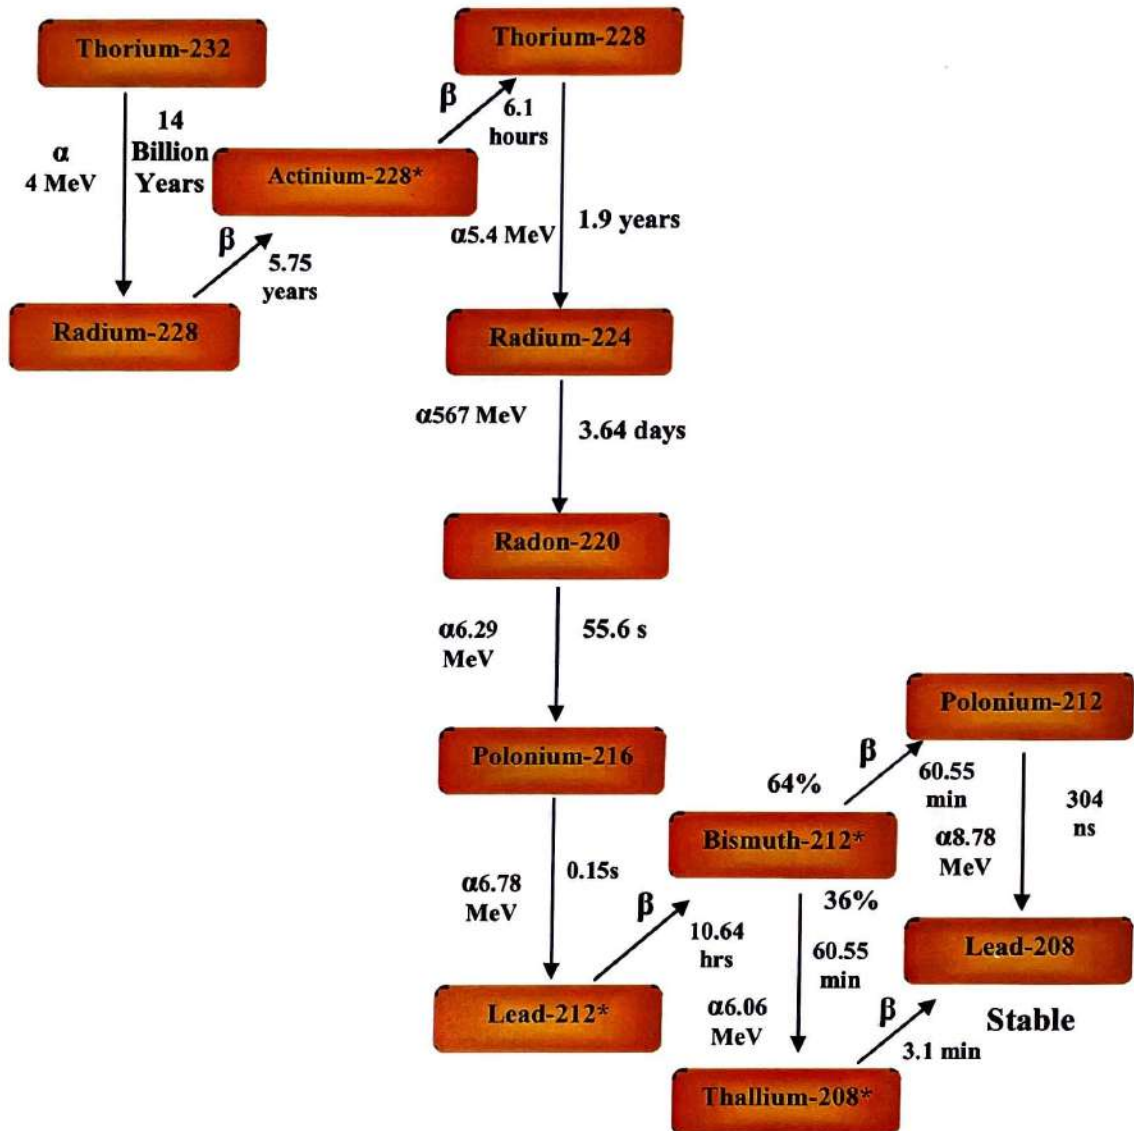 Thorium-232
α
4 MeV
14
Billion
Years
Radium-228
β
5.75
years
Actinium-228*
β
6.1
hours
Thorium-228
α5.4 MeV
1.9 years
Radium-224
α567 MeV
3.64 days
Radon-220
α6.29
MeV
55.6 s
Polonium-216
α6.78
MeV
0.15s
Lead-212*
β
10.64
hrs
Bismuth-212*
64%
β
60.55
min
Polonium-212
α8.78
MeV
304
ns
36%
60.55
min
α6.06
MeV
Thallium-208*
β
3.1 min
Lead-208
Stable